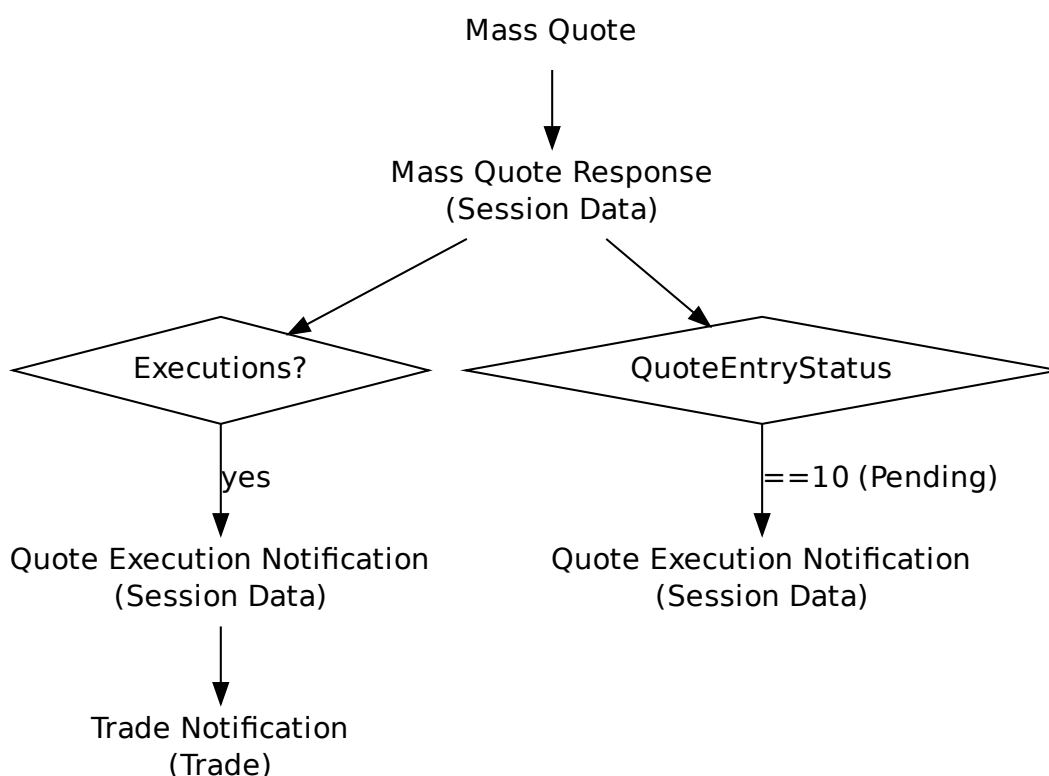 Mass Quote
Mass Quote Response
(Session Data)
Executions?
QuoteEntryStatus
yes
==10 (Pending)
Quote Execution Notification
(Session Data)
Quote Execution Notification
(Session Data)
Trade Notification
(Trade)